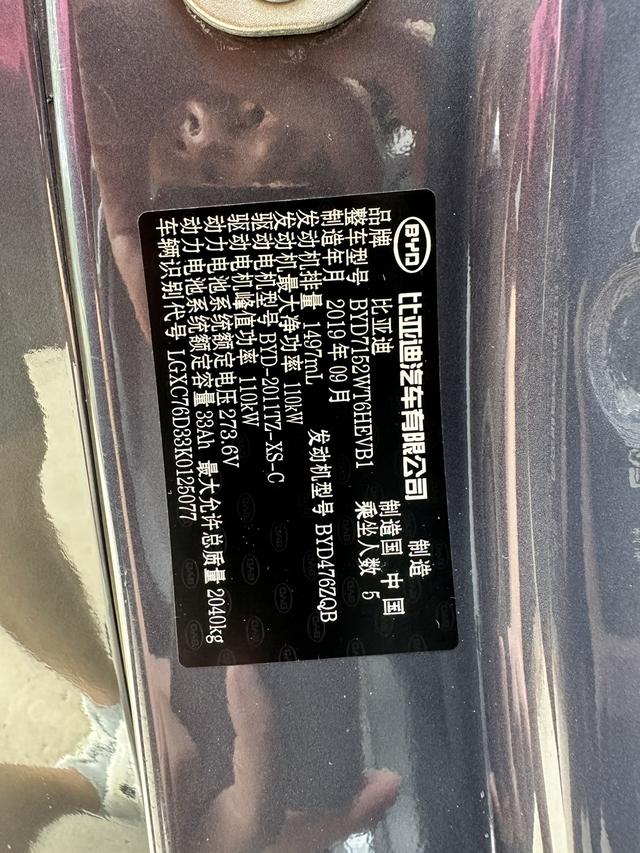 BYD 比亚迪汽车有限公司 制造
品牌 比亚迪 制造国 中国
整车型号 BYD7152WT6HEVB1 乘坐人数 5
制造年月 2019年09月
发动机排量 1497mL 发动机型号 BYD476ZQB
发动机最大净功率 110kW
驱动电机型号 BYD-2011TZ-XS-C
驱动电机峰值功率 110kW
动力电池系统额定电压 273.6V
动力电池系统额定容量 33Ah 最大允许总质量 2040kg
车辆识别代号 LGXC76D33K0125077